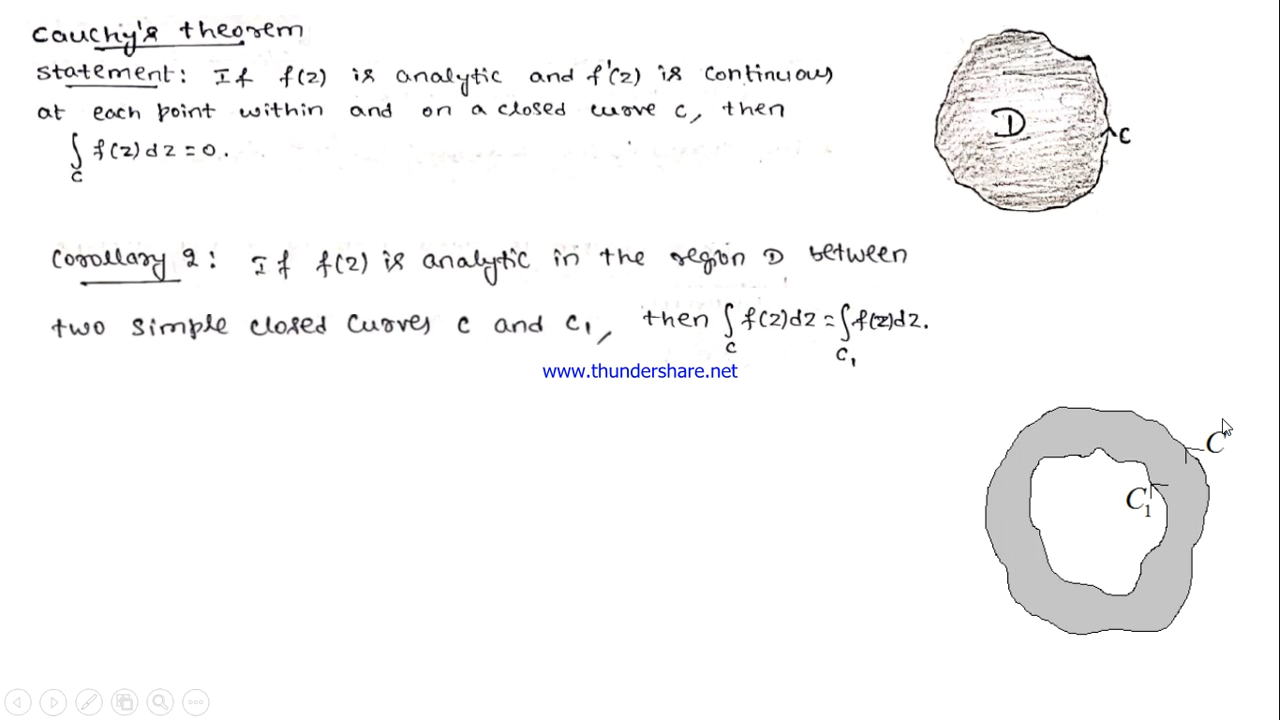 Cauchy's theorem
Statement: If f(z) is analytic and f'(z) is continuous
at each point within and on a closed curve c, then
∫_c f(z)dz=0.
D
c
Corollary 2: If f(z) is analytic in the region D between
two simple closed curves c and c₁, then ∫_c f(z)dz=∫_c₁ f(z)dz.
www.thundershare.net
C
C₁